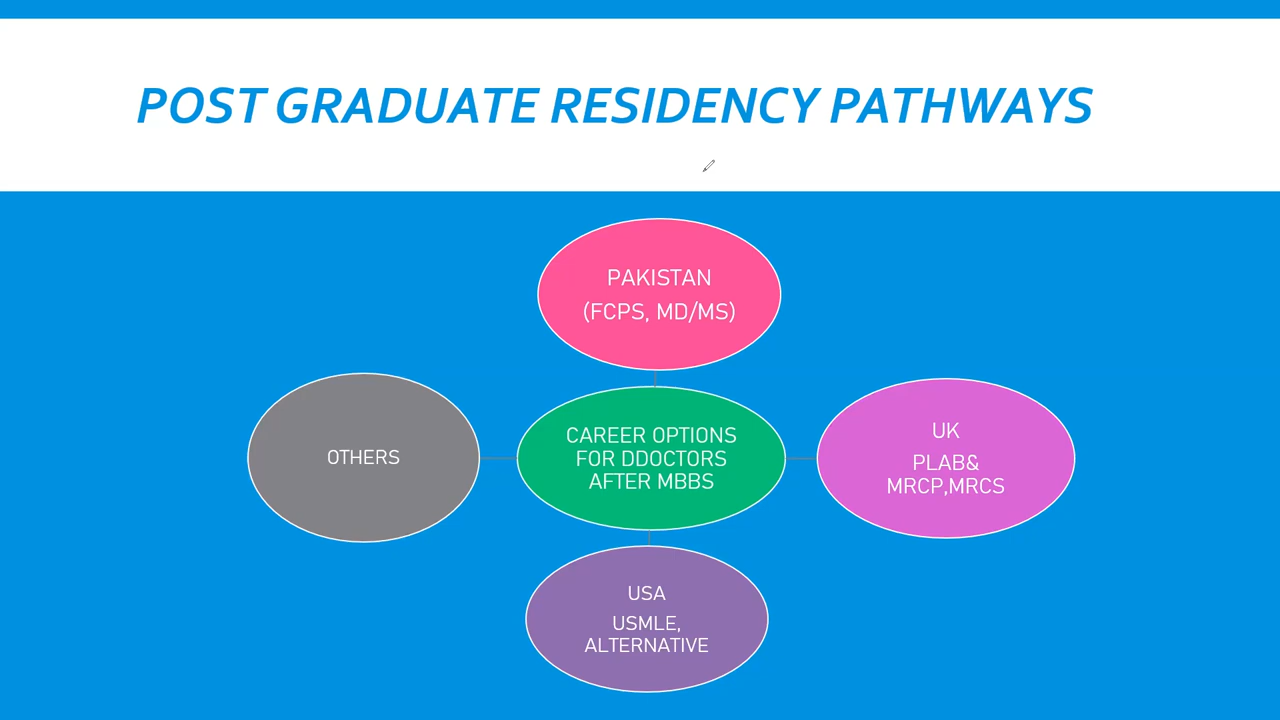 POST GRADUATE RESIDENCY PATHWAYS
PAKISTAN
(FCPS, MD/MS)
OTHERS
CAREER OPTIONS
FOR DDOCTORS
AFTER MBBS
UK
PLAB&
MRCP,MRCS
USA
USMLE,
ALTERNATIVE